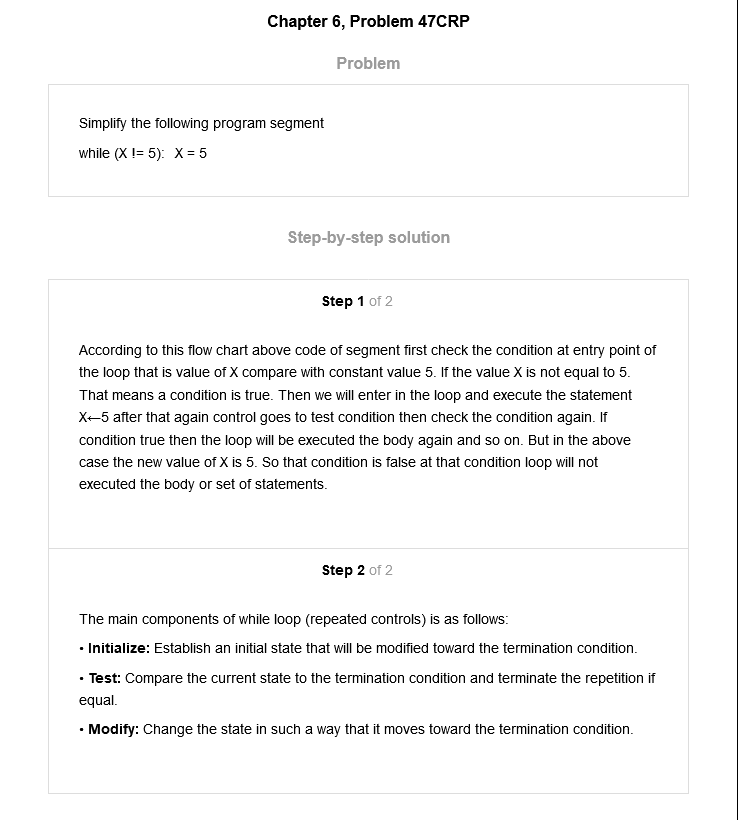 Chapter 6, Problem 47CRP
Problem
Simplify the following program segment
while (X != 5): X = 5
Step-by-step solution
Step 1 of 2
According to this flow chart above code of segment first check the condition at entry point of
the loop that is value of X compare with constant value 5. If the value X is not equal to 5.
That means a condition is true. Then we will enter in the loop and execute the statement
X←5 after that again control goes to test condition then check the condition again. If
condition true then the loop will be executed the body again and so on. But in the above
case the new value of X is 5. So that condition is false at that condition loop will not
executed the body or set of statements.
Step 2 of 2
The main components of while loop (repeated controls) is as follows:
• Initialize: Establish an initial state that will be modified toward the termination condition.
• Test: Compare the current state to the termination condition and terminate the repetition if
equal.
• Modify: Change the state in such a way that it moves toward the termination condition.